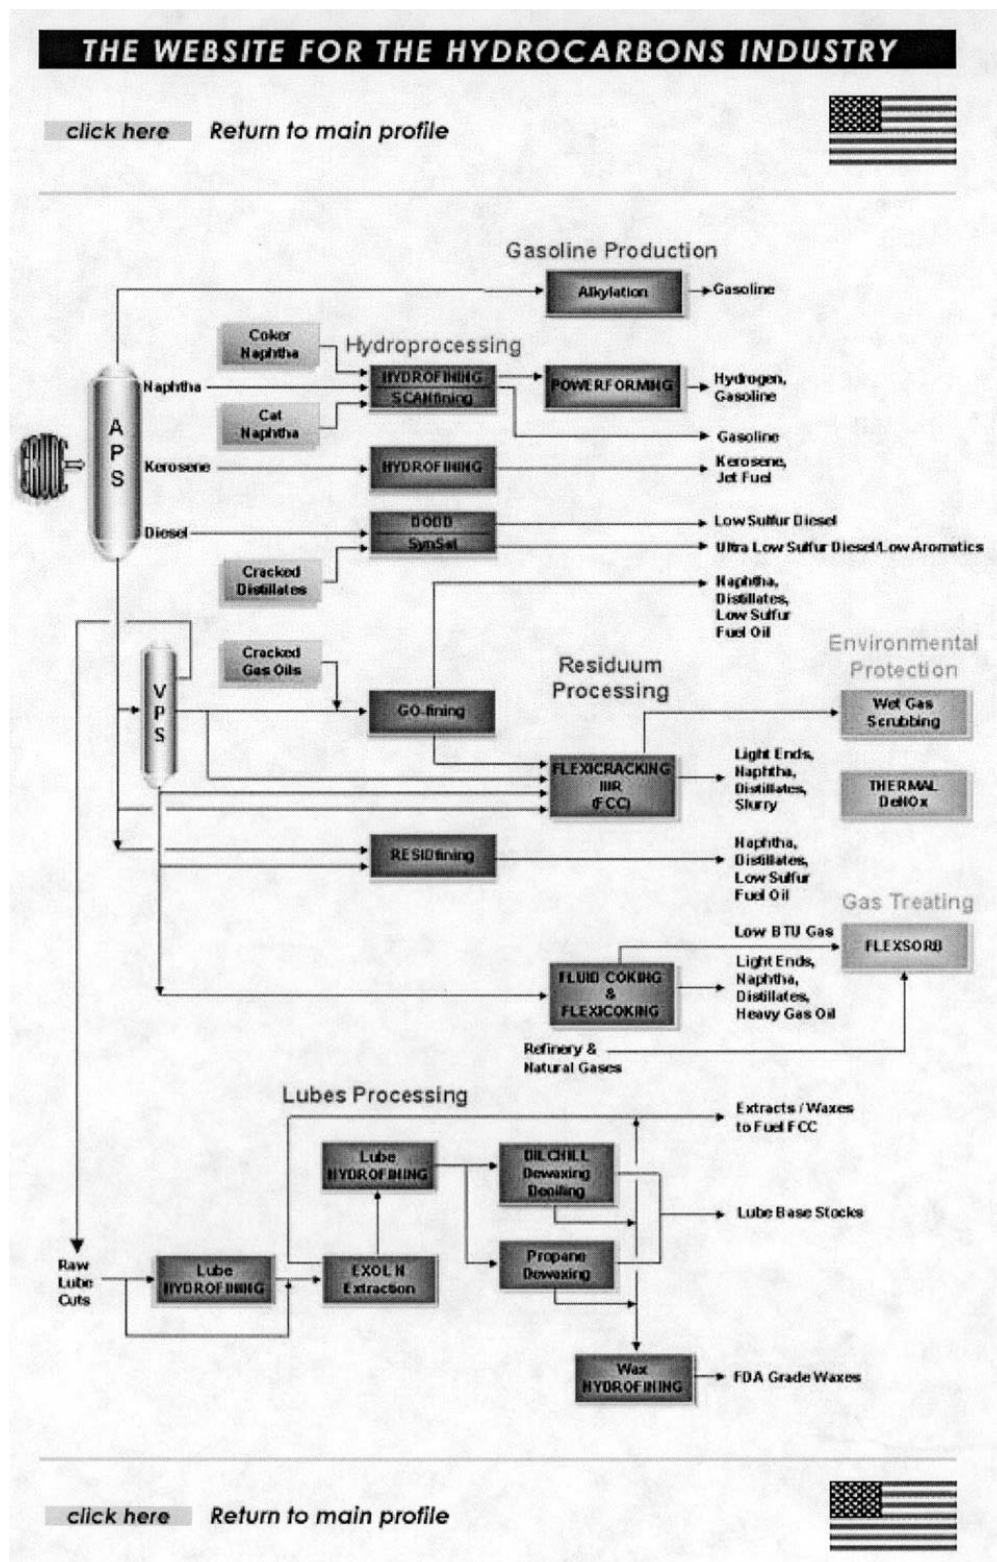 THE WEBSITE FOR THE HYDROCARBONS INDUSTRY
click here Return to main profile
Gasoline Production
Alkylation
Gasoline
Coker
Naphtha
Hydroprocessing
Naphtha
HYDROFINING
SCANfining
POWERFORMING
Hydrogen,
Gasoline
Cat
Naphtha
Gasoline
A
P
S
Kerosene
HYDROFINING
Kerosene,
Jet Fuel
Diesel
DODD
SynSat
Low Sulfur Diesel
Ultra Low Sulfur Diesel/Low Aromatics
Cracked
Distillates
Naphtha,
Distillates,
Low Sulfur
Fuel Oil
Cracked
Gas Oils
Residuum
Processing
Environmental
Protection
V
P
S
GO-fining
Wet Gas
Scrubbing
FLEXICRACKING
IIIR
(FCC)
Light Ends,
Naphtha,
Distillates,
Slurry
THERMAL
DeNOx
RESIDfining
Naphtha,
Distillates,
Low Sulfur
Fuel Oil
Gas Treating
Low BTU Gas
FLEXSORB
FLUID COKING
&
FLEXICOKING
Light Ends,
Naphtha,
Distillates,
Heavy Gas Oil
Refinery &
Natural Gases
Lubes Processing
Extracts / Waxes
to Fuel FCC
Lube
HYDROFINING
DILCHILL
Dewaxing
Deoiling
Lube Base Stocks
Raw
Lube
Cuts
Lube
HYDROFINING
EXOL N
Extraction
Propane
Dewaxing
Wax
HYDROFINING
FDA Grade Waxes
click here Return to main profile